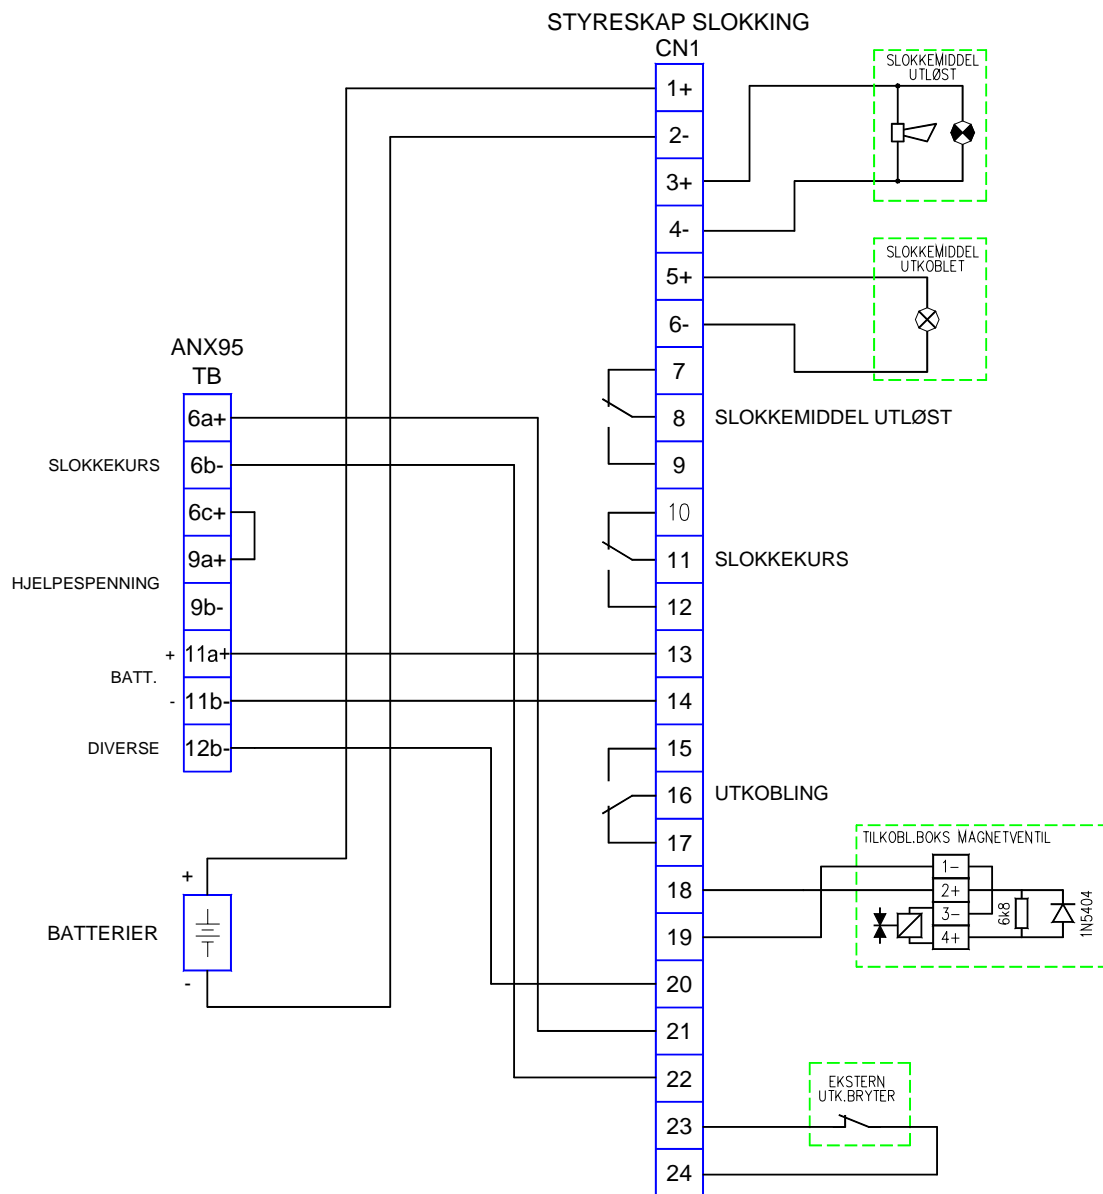 STYRESKAP SLOKKING
CN1
1+
2-
3+
4-
5+
6-
7
8
9
10
11
12
13
14
15
16
17
18
19
20
21
22
23
24
SLOKKEMIDDEL
UTLØST
SLOKKEMIDDEL
UTKOBLET
SLOKKEMIDDEL UTLØST
SLOKKEKURS
UTKOBLING
ANX95
TB
6a+
6b-
6c+
9a+
9b-
11a+
11b-
12b-
SLOKKEKURS
HJELPESPENNING
+
BATT.
-
DIVERSE
+
BATTERIER
-
TILKOBL.BOKS MAGNETVENTIL
1-
2+
3-
4+
6k8
1N5404
EKSTERN
UTK.BRYTER